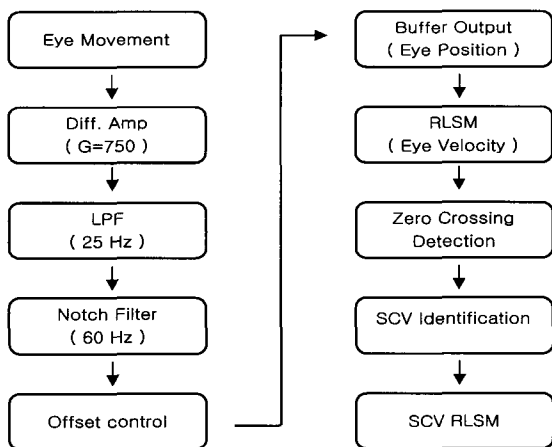 Eye Movement
Diff. Amp
( G=750 )
LPF
( 25 Hz )
Notch Filter
( 60 Hz )
Offset control
Buffer Output
( Eye Position )
RLSM
( Eye Velocity )
Zero Crossing
Detection
SCV Identification
SCV RLSM